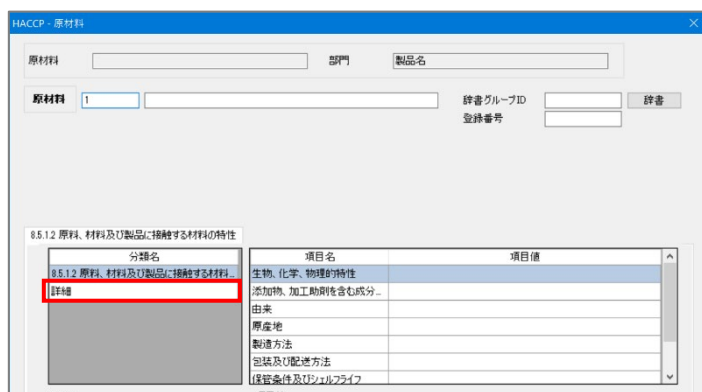 HACCP - 原材料
原材料 部門 製品名
原材料 1 辞書グループID 辞書
登録番号
8.5.1.2 原料、材料及び製品に接触する材料の特性
分類名 項目名 項目値
8.5.1.2 原料、材料及び製品に接触する材料... 生物、化学、物理的特性
詳細 添加物、加工助剤を含む成分...
由来
原産地
製造方法
包装及び配送方法
保管条件及びシェルフライフ